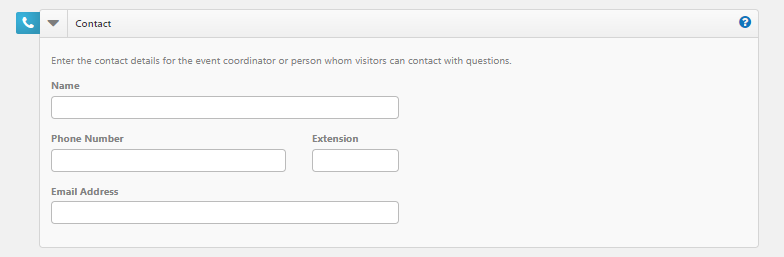 Contact
?
Enter the contact details for the event coordinator or person whom visitors can contact with questions.
Name
Phone Number Extension
Email Address